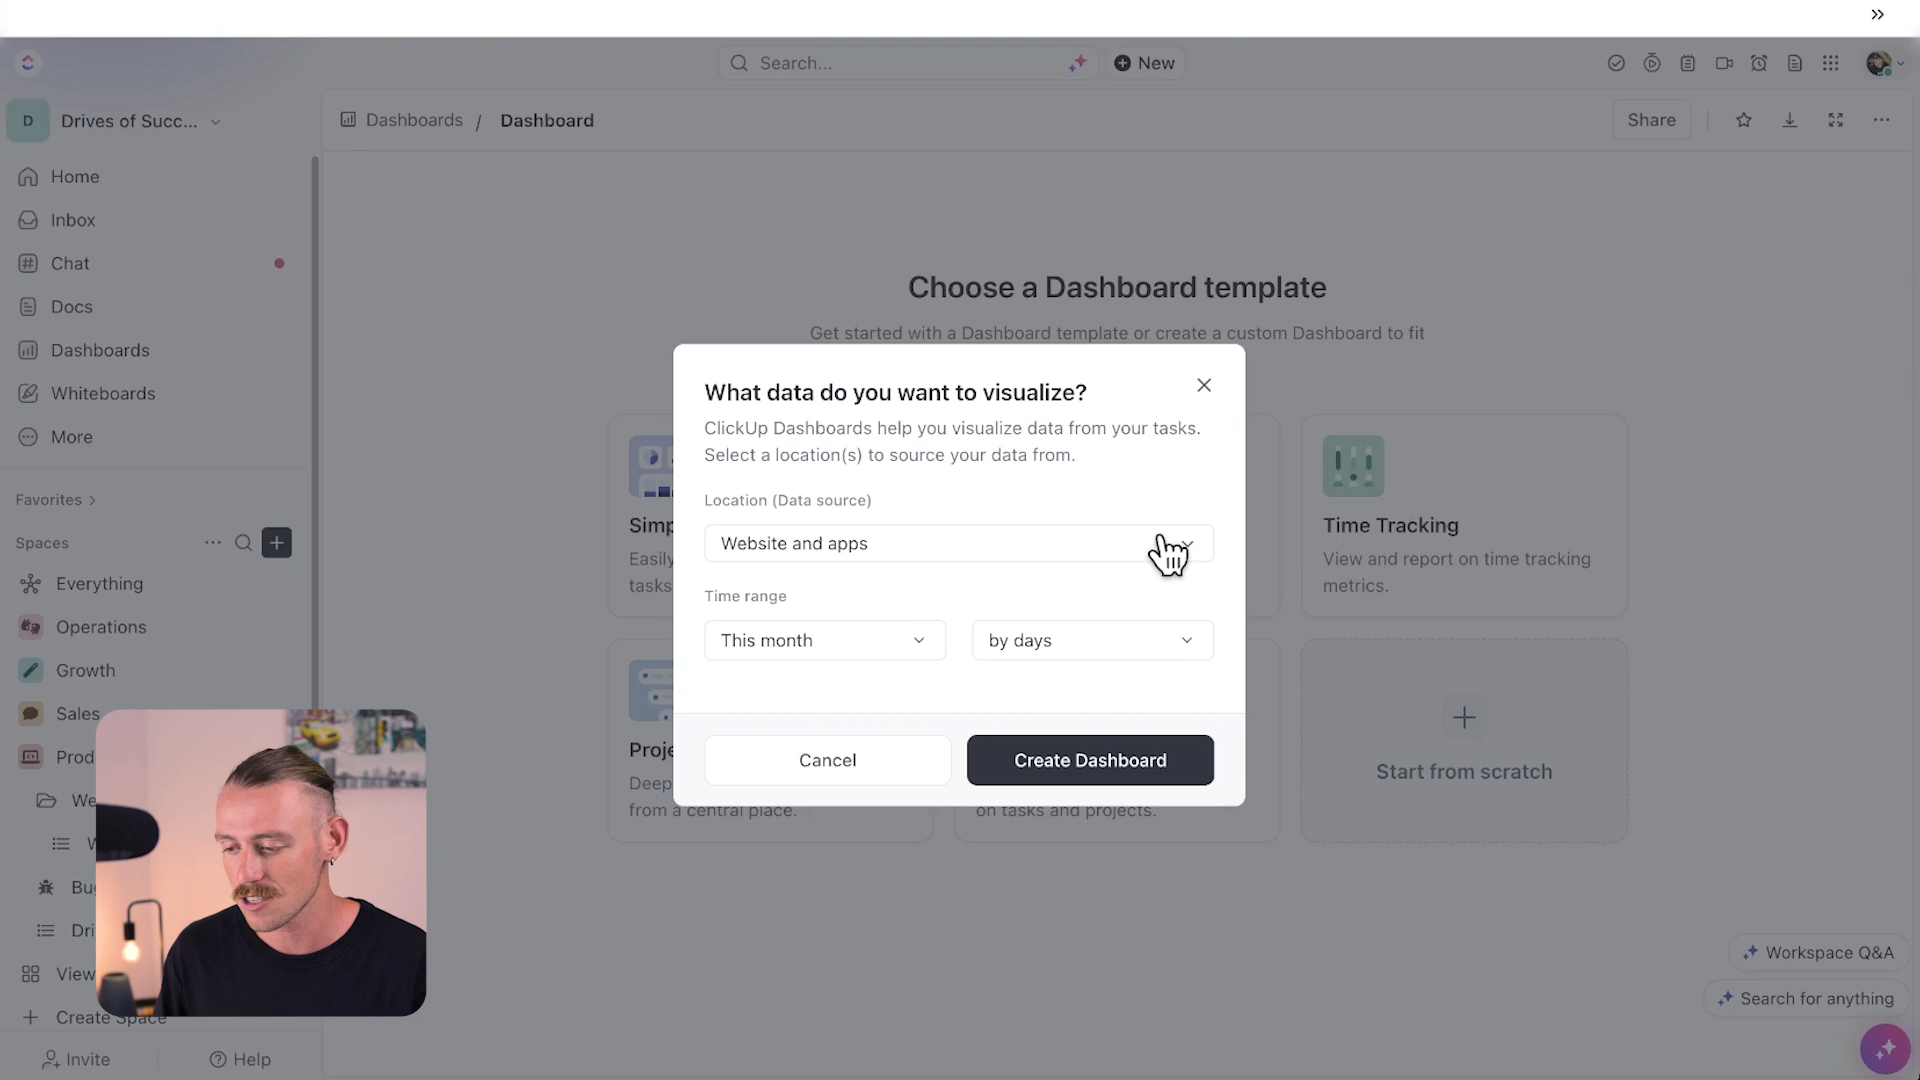 Search...
New
D
Drives of Succ...
Dashboards / Dashboard
Share
Home
Inbox
Chat
Docs
Dashboards
Whiteboards
More
Favorites
Spaces
Everything
Operations
Growth
Sales
Prod
We
W
Bug
Dri
View
Create Space
Invite
Help
Choose a Dashboard template
Get started with a Dashboard template or create a custom Dashboard to fit
What data do you want to visualize?
ClickUp Dashboards help you visualize data from your tasks.
Select a location(s) to source your data from.
Location (Data source)
Website and apps
Time range
This month
by days
Cancel
Create Dashboard
Simp
Easily
tasks
Time Tracking
View and report on time tracking
metrics.
Proje
Deep
from a central place.
on tasks and projects.
Start from scratch
Workspace Q&A
Search for anything